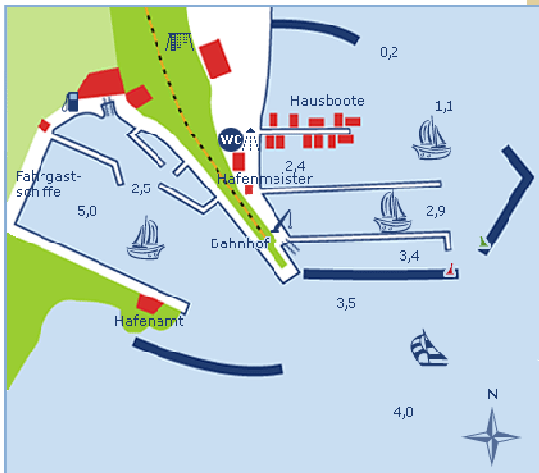 0,2
Hausboote
1,1
WC
2,4
Fahrgast-
schiffe
Hafenmeister
2,5
5,0
2,9
Bahnhof
3,4
3,5
Hafenamt
N
4,0